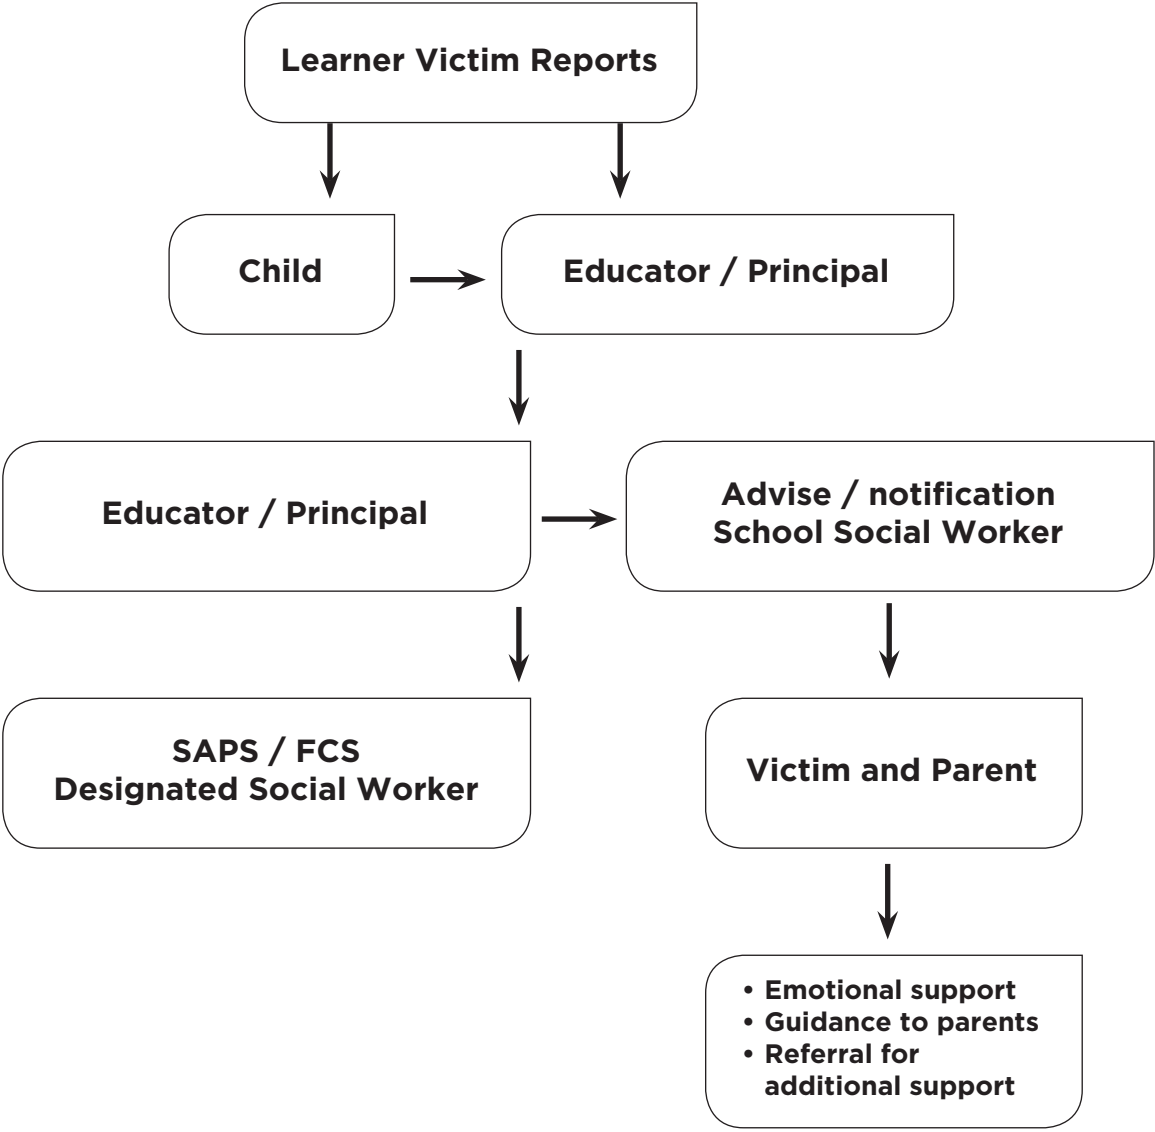 Learner Victim Reports
Child
Educator / Principal
Educator / Principal
Advise / notification
School Social Worker
SAPS / FCS
Designated Social Worker
Victim and Parent
• Emotional support
• Guidance to parents
• Referral for
additional support